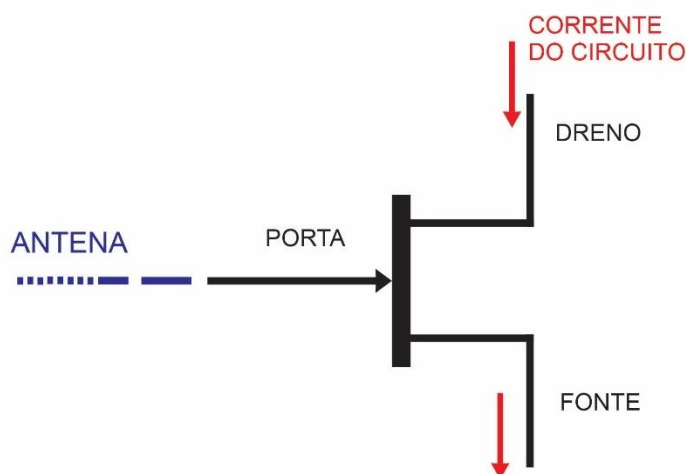 CORRENTE
DO CIRCUITO
DRENO
ANTENA
PORTA
FONTE